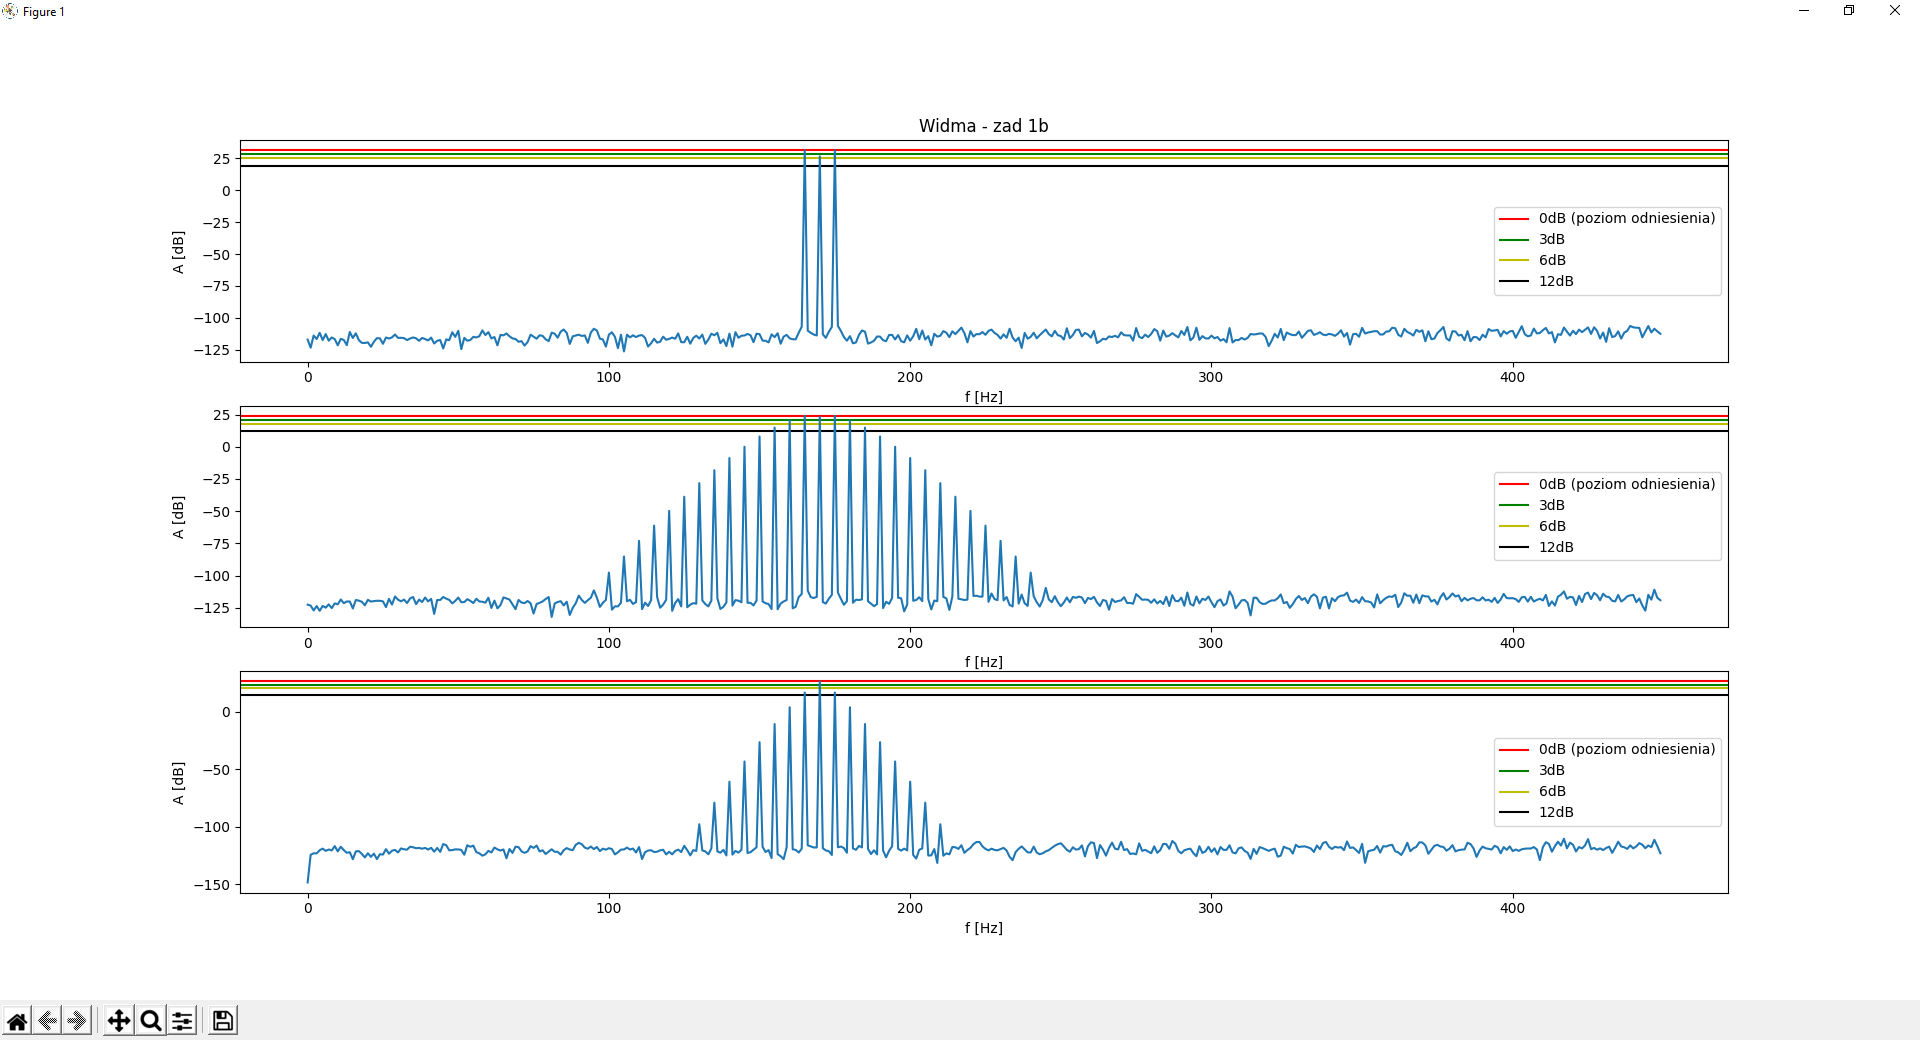 Figure 1
Widma - zad 1b
25
0
−25
−50
−75
−100
−125
A [dB]
0dB (poziom odniesienia)
3dB
6dB
12dB
0 100 200 300 400
f [Hz]
25
0
−25
−50
−75
−100
−125
A [dB]
0dB (poziom odniesienia)
3dB
6dB
12dB
0 100 200 300 400
f [Hz]
0
−50
−100
−150
A [dB]
0dB (poziom odniesienia)
3dB
6dB
12dB
0 100 200 300 400
f [Hz]